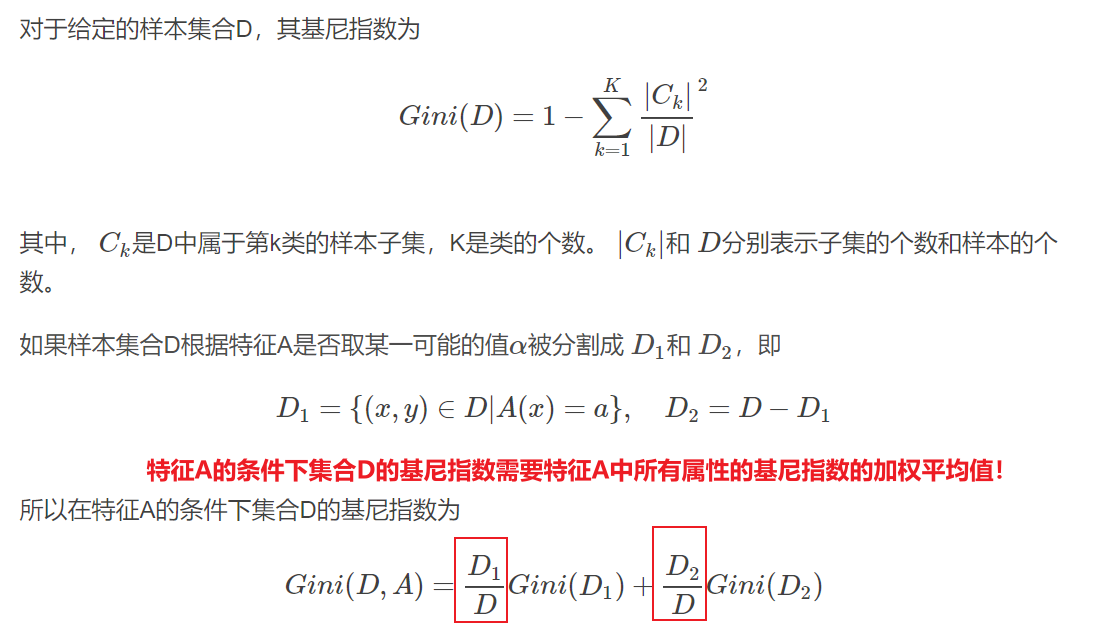 对于给定的样本集合D，其基尼指数为
$Gini(D) = 1 - \sum_{k=1}^{K} \frac{|C_k|}{|D|}^2$
其中， $C_k$是D中属于第k类的样本子集，K是类的个数。 $|C_k|$和 $D$分别表示子集的个数和样本的个
数。
如果样本集合D根据特征A是否取某一可能的值$\alpha$被分割成 $D_1$和 $D_2$，即
$D_1 = \{(x, y) \in D | A(x) = a\}, \quad D_2 = D - D_1$
特征A的条件下集合D的基尼指数需要特征A中所有属性的基尼指数的加权平均值！
所以在特征A的条件下集合D的基尼指数为
$Gini(D, A) = \frac{D_1}{D} Gini(D_1) + \frac{D_2}{D} Gini(D_2)$